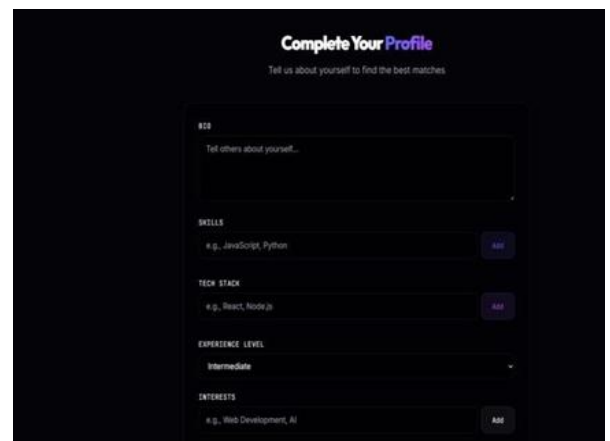 Complete Your Profile
Tell us about yourself to find the best matches
BIO
Tell others about yourself...
SKILLS
e.g., JavaScript, Python
Add
TECH STACK
e.g., React, Node.js
Add
EXPERIENCE LEVEL
Intermediate
INTERESTS
e.g., Web Development, AI
Add